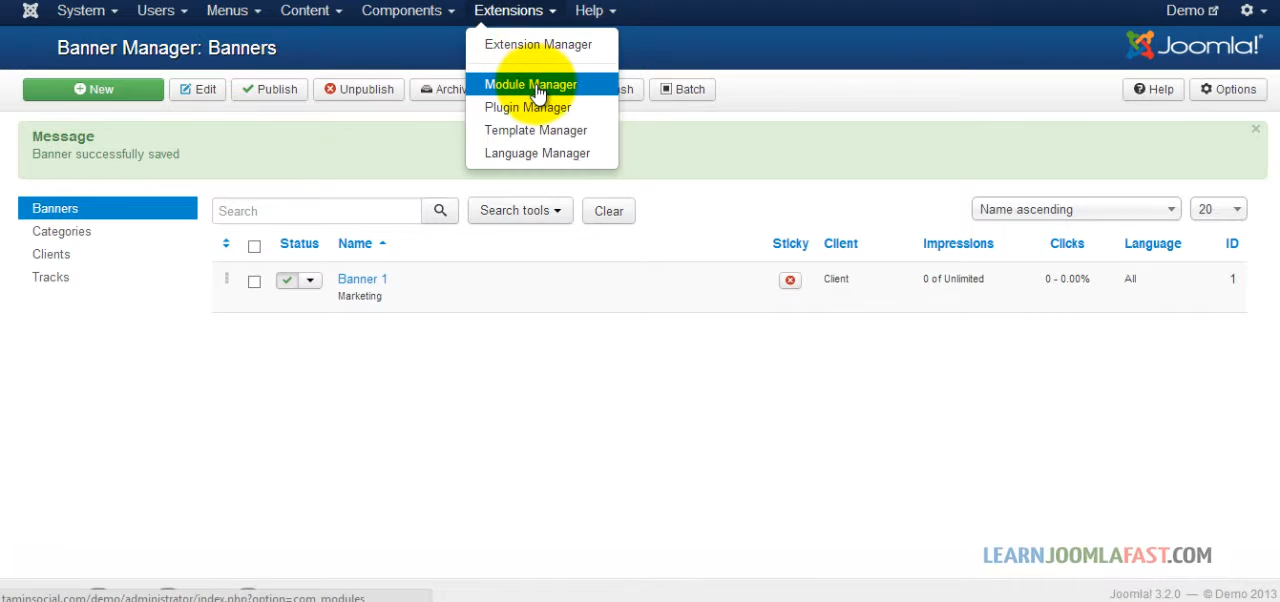 System Users Menus Content Components Extensions Help Demo
Banner Manager: Banners
Joomla!®
Extension Manager
Module Manager
Plugin Manager
Template Manager
Language Manager
New Edit Publish Unpublish Archiv sh Batch Help Options
Message
Banner successfully saved
Banners
Categories
Clients
Tracks
Search Search tools Clear Name ascending 20
Status Name Sticky Client Impressions Clicks Language ID
Banner 1 Client 0 of Unlimited 0 - 0.00% All 1
Marketing
LEARNJOOMLAFAST.COM
taminsocial.com/demo/administrator/index.php?option=com_modules
Joomla! 3.2.0 — © Demo 2013